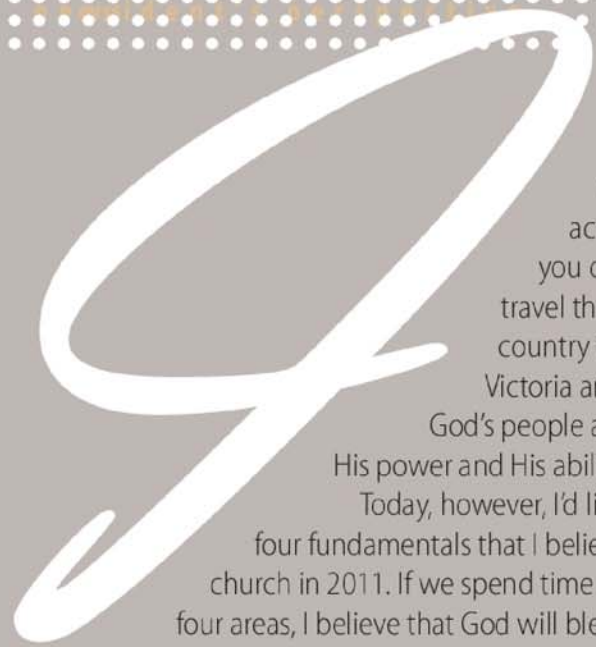 I
ac
you c
travel th
country
Victoria a
God's people a
His power and His abil
Today, however, I'd li
four fundamentals that I belie
church in 2011. If we spend time
four areas, I believe that God will ble